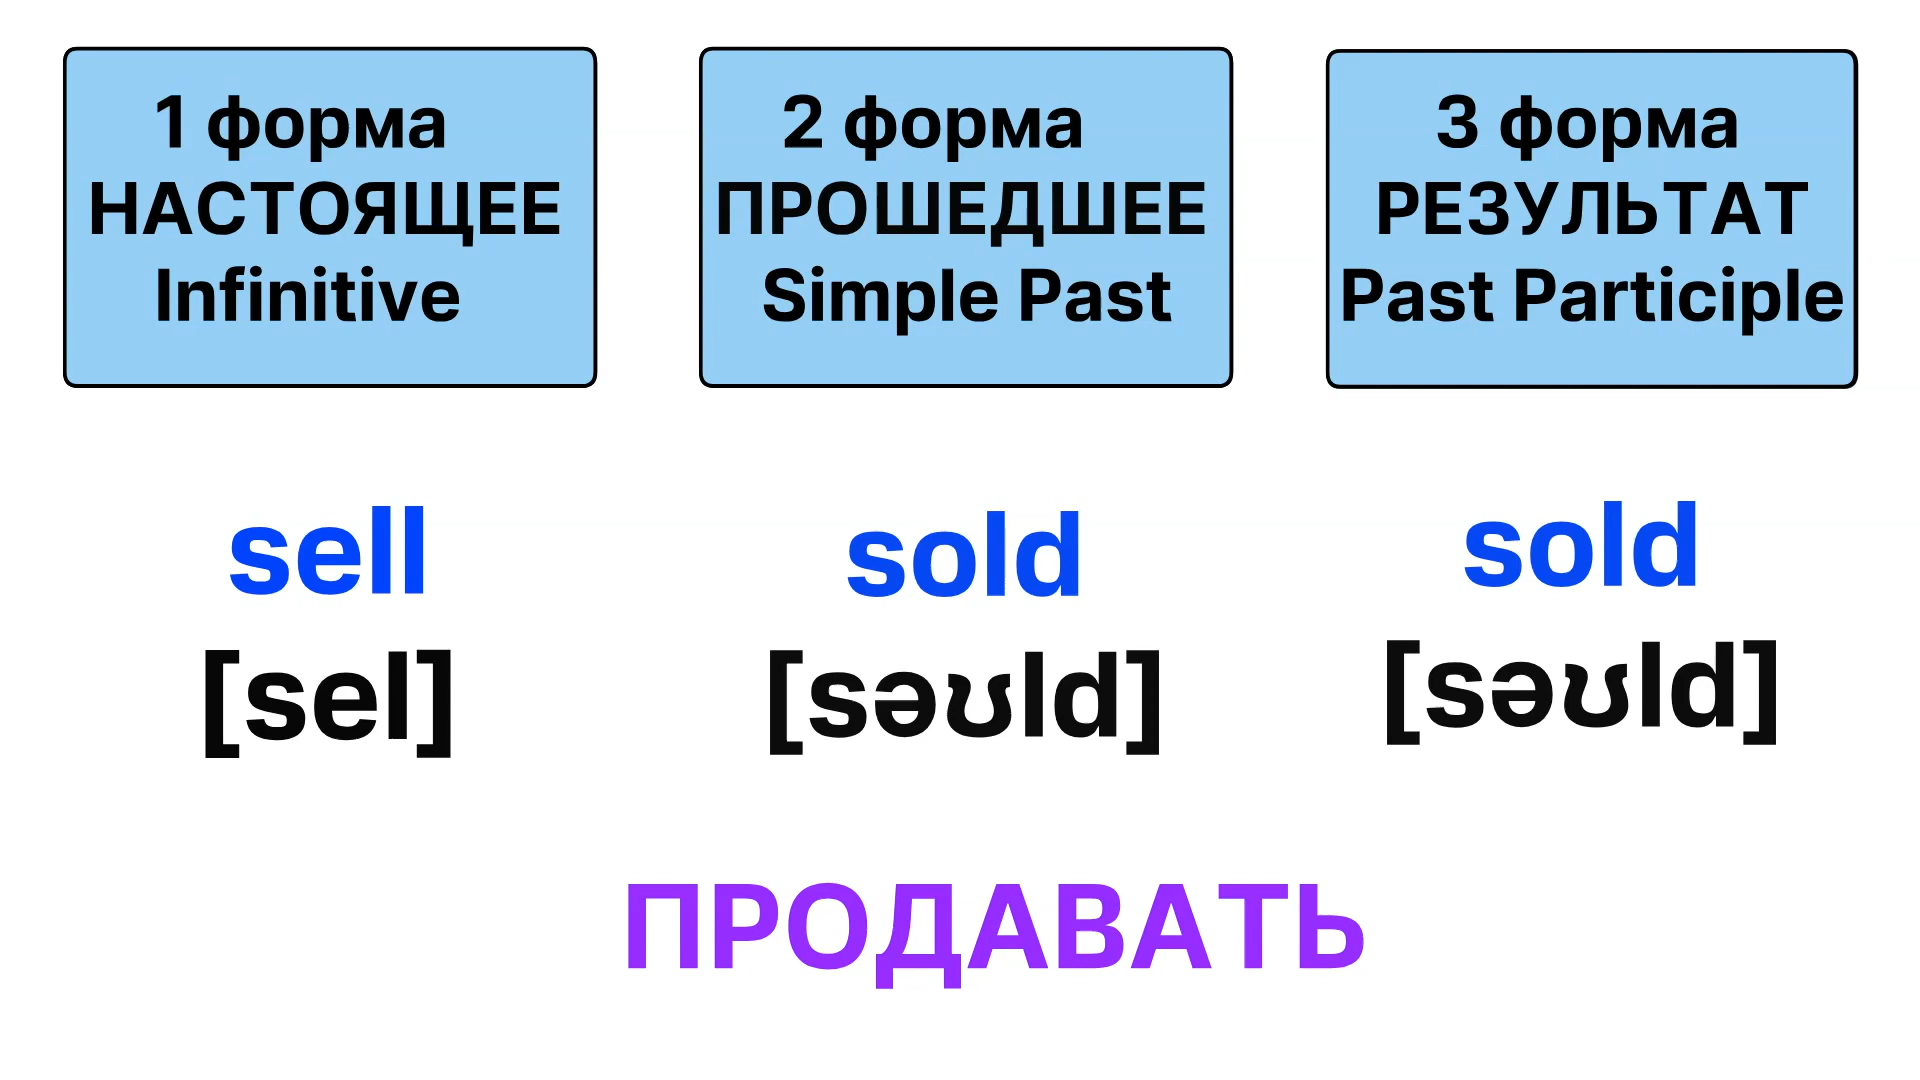 1 форма
НАСТОЯЩЕЕ
Infinitive
2 форма
ПРОШЕДШЕЕ
Simple Past
3 форма
РЕЗУЛЬТАТ
Past Participle
sell
[sel]
sold
[səʊld]
sold
[səʊld]
ПРОДАВАТЬ